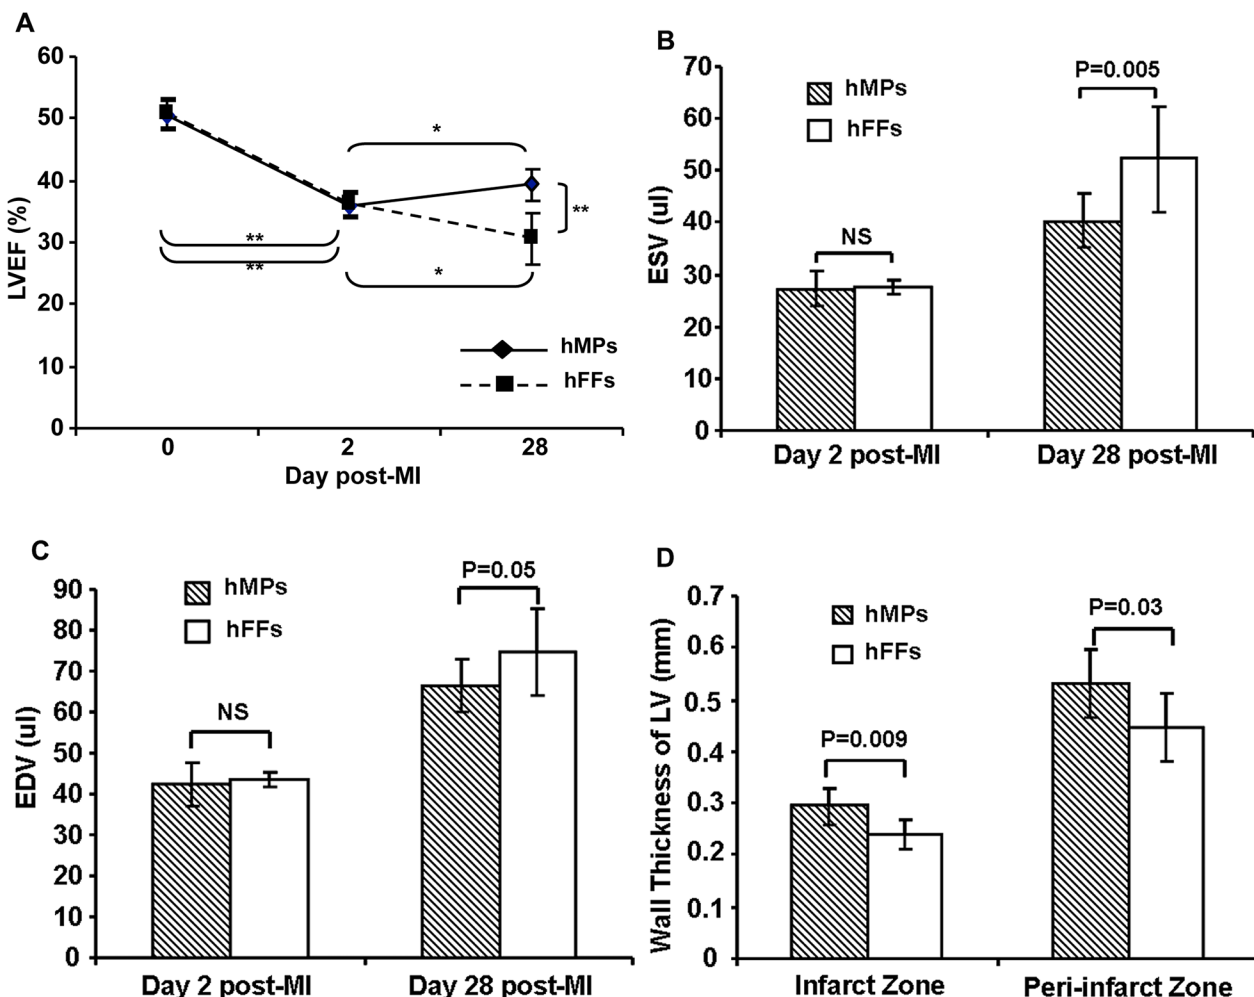 A
60
50
40
30
20
10
0
LVEF (%)
*
**
**
**
*
hMPs
hFFs
0 2 28
Day post-MI
B
70
60
50
40
30
20
10
0
ESV (ul)
hMPs
hFFs
NS
P=0.005
Day 2 post-MI Day 28 post-MI
C
90
80
70
60
50
40
30
20
10
0
EDV (ul)
hMPs
hFFs
NS
P=0.05
Day 2 post-MI Day 28 post-MI
D
0.7
0.6
0.5
0.4
0.3
0.2
0.1
0
Wall Thickness of LV (mm)
hMPs
hFFs
P=0.009
P=0.03
Infarct Zone Peri-infarct Zone